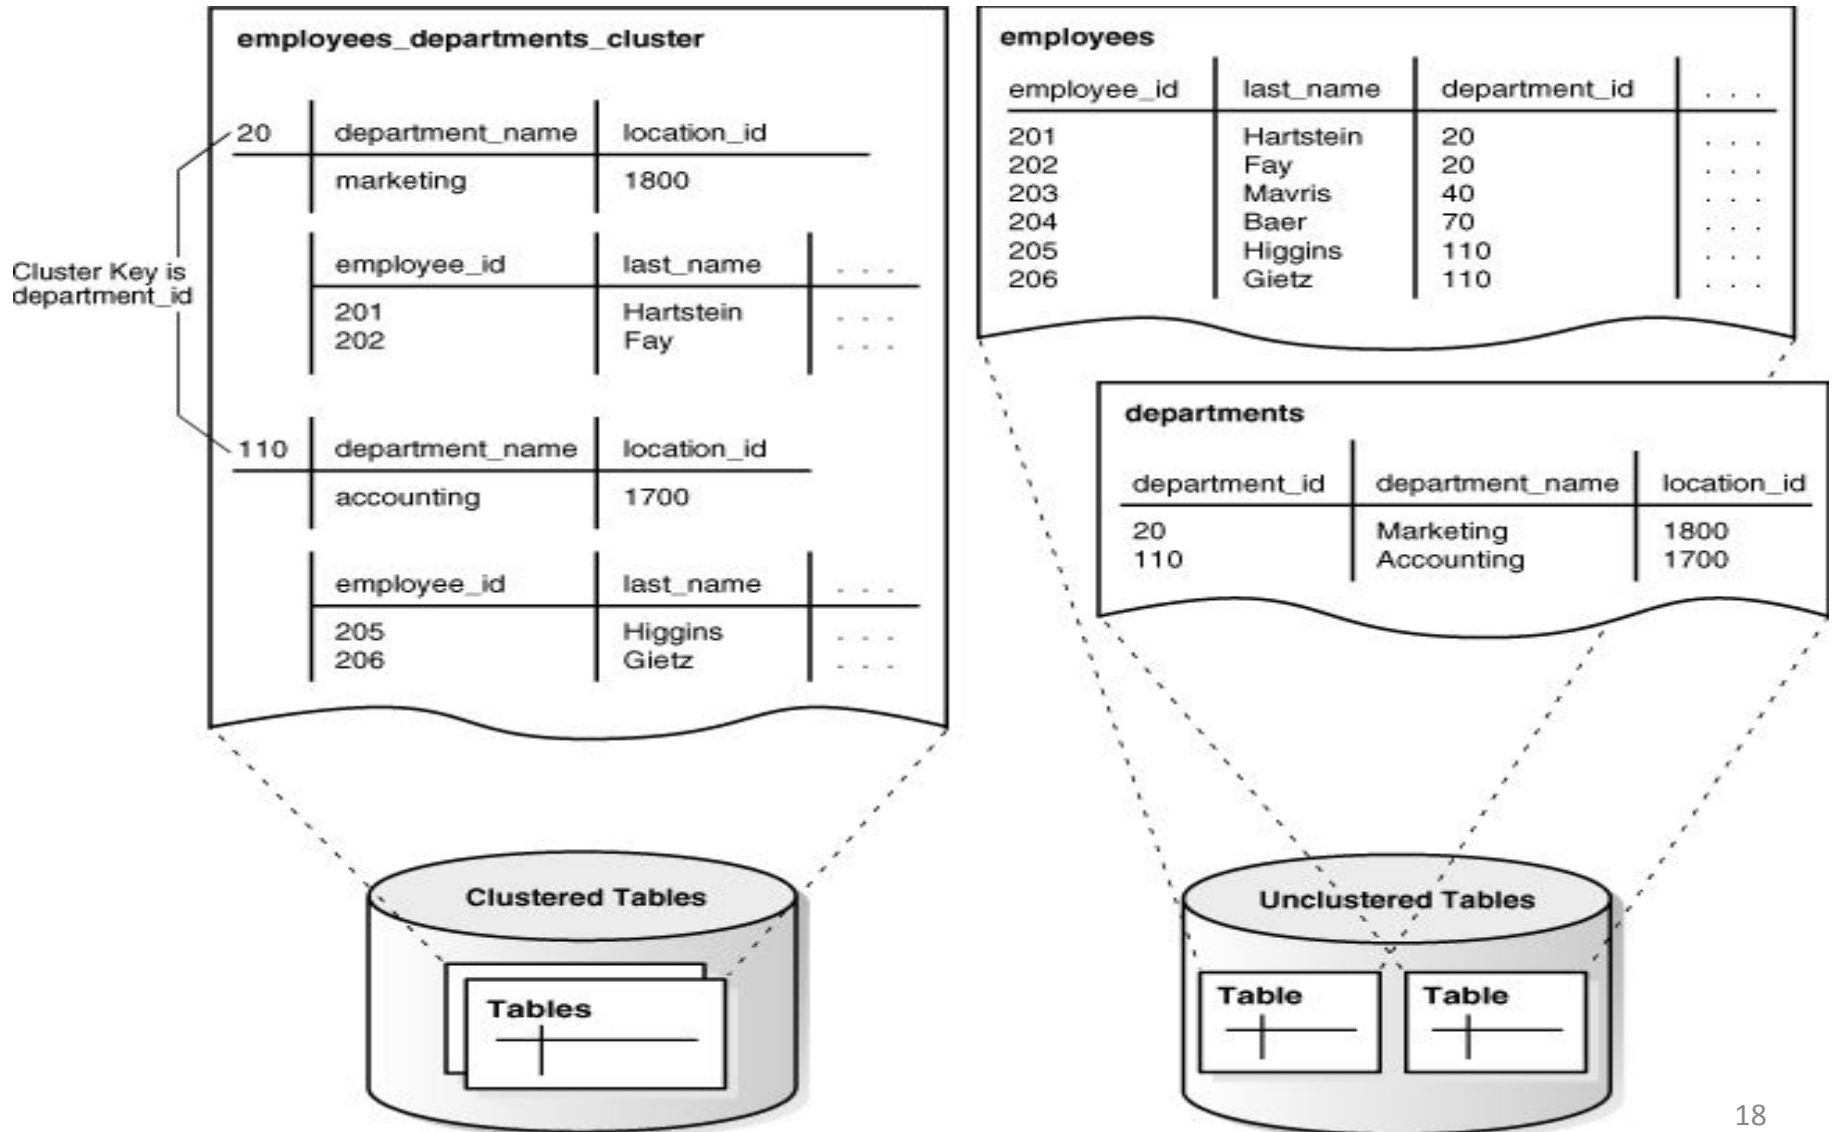 employees_departments_cluster
20 department_name location_id
marketing 1800
employee_id last_name . . .
201 Hartstein . . .
202 Fay . . .
Cluster Key is
department_id
110 department_name location_id
accounting 1700
employee_id last_name . . .
205 Higgins . . .
206 Gietz . . .
Clustered Tables
Tables
employees
employee_id last_name department_id . . .
201 Hartstein 20 . . .
202 Fay 20 . . .
203 Mavris 40 . . .
204 Baer 70 . . .
205 Higgins 110 . . .
206 Gietz 110 . . .
departments
department_id department_name location_id
20 Marketing 1800
110 Accounting 1700
Unclustered Tables
Table Table
18